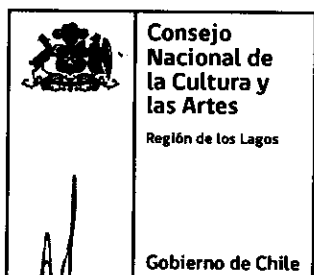 Consejo
Nacional de
la Cultura y
las Artes
Región de los Lagos
Gobierno de Chile